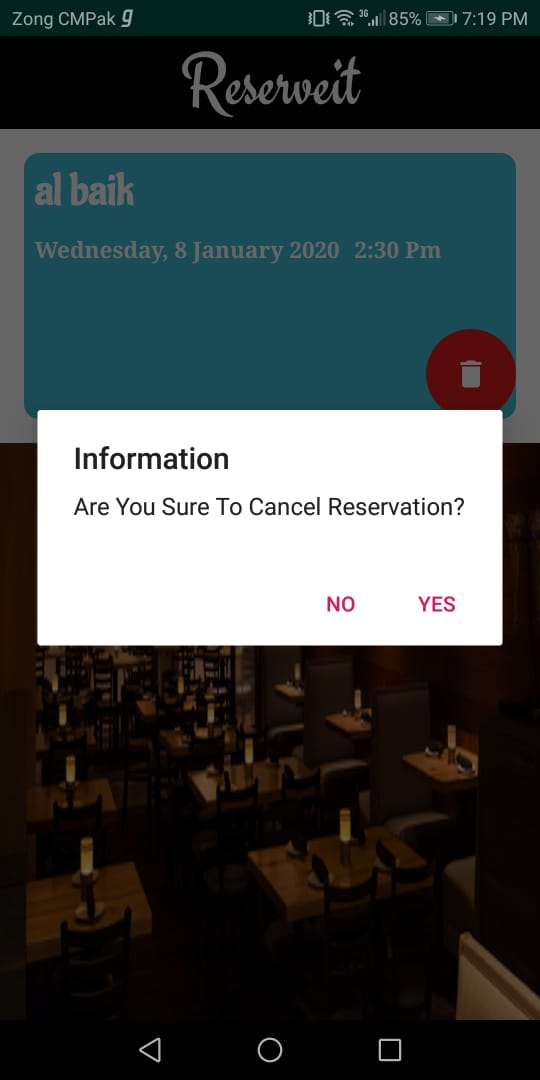 Zong CMPak g 3G 85% 7:19 PM
Reserveit
al baik
Wednesday, 8 January 2020 2:30 Pm
Information
Are You Sure To Cancel Reservation?
NO YES